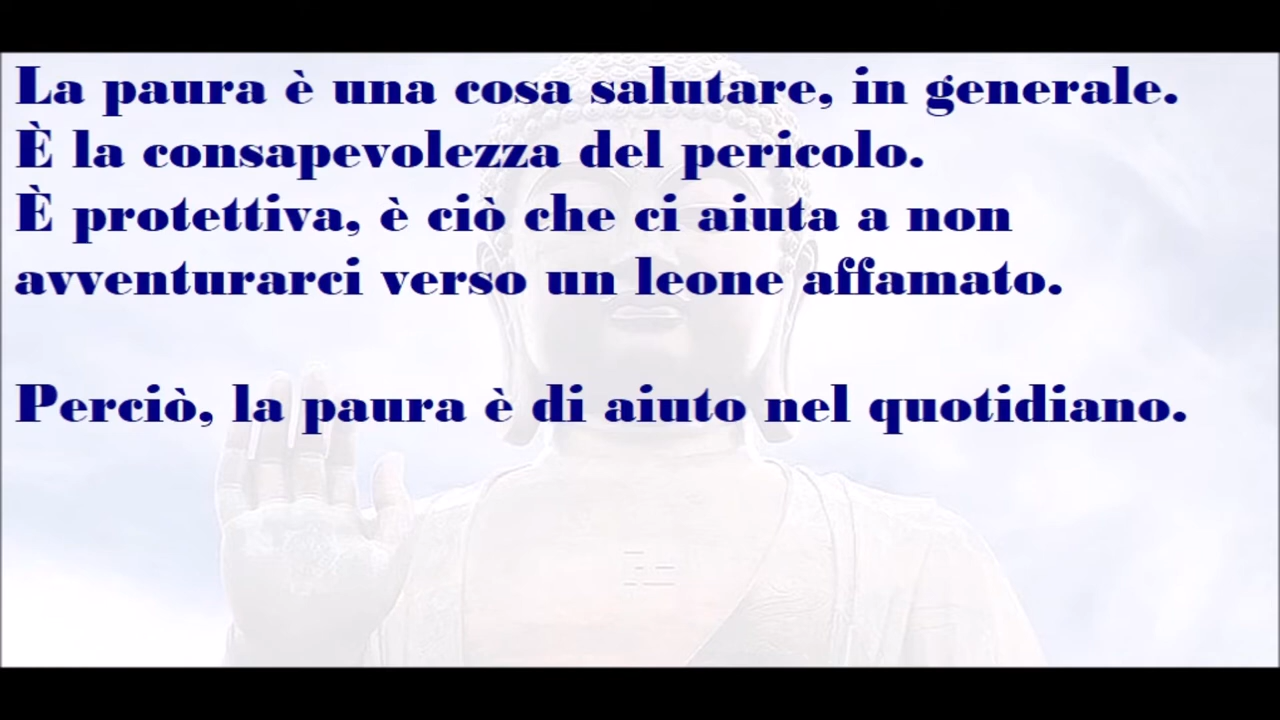 La paura è una cosa salutare, in generale.
È la consapevolezza del pericolo.
È protettiva, è ciò che ci aiuta a non
avventurarci verso un leone affamato.
Perciò, la paura è di aiuto nel quotidiano.